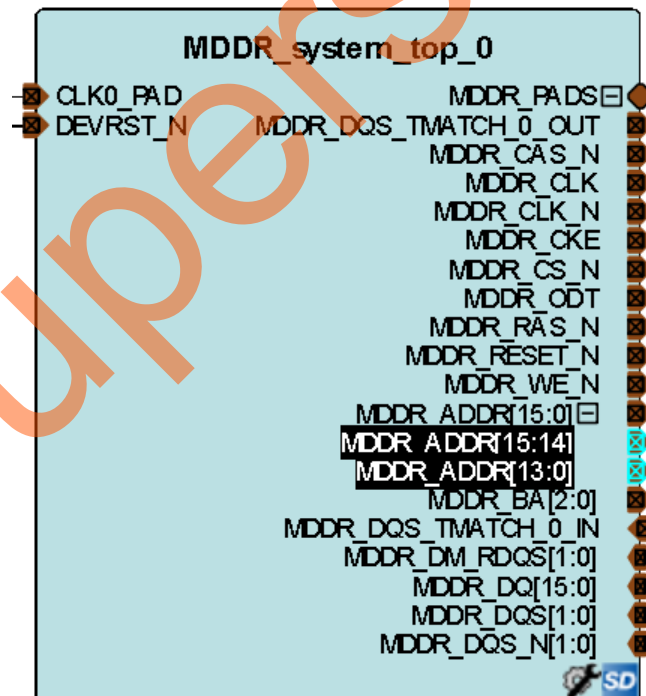 MDDR_system_top_0
CLK0_PAD MDDR_PADS
DEVRST_N MDDR_DQS_TMATCH_0_OUT
MDDR_CAS_N
MDDR_CLK
MDDR_CLK_N
MDDR_CKE
MDDR_CS_N
MDDR_ODT
MDDR_RAS_N
MDDR_RESET_N
MDDR_WE_N
MDDR_ADDR[15:0]
MDDR_ADDR[15:14]
MDDR_ADDR[13:0]
MDDR_BA[2:0]
MDDR_DQS_TMATCH_0_IN
MDDR_DM_RDQS[1:0]
MDDR_DQ[15:0]
MDDR_DQS[1:0]
MDDR_DQS_N[1:0]
SD
upers